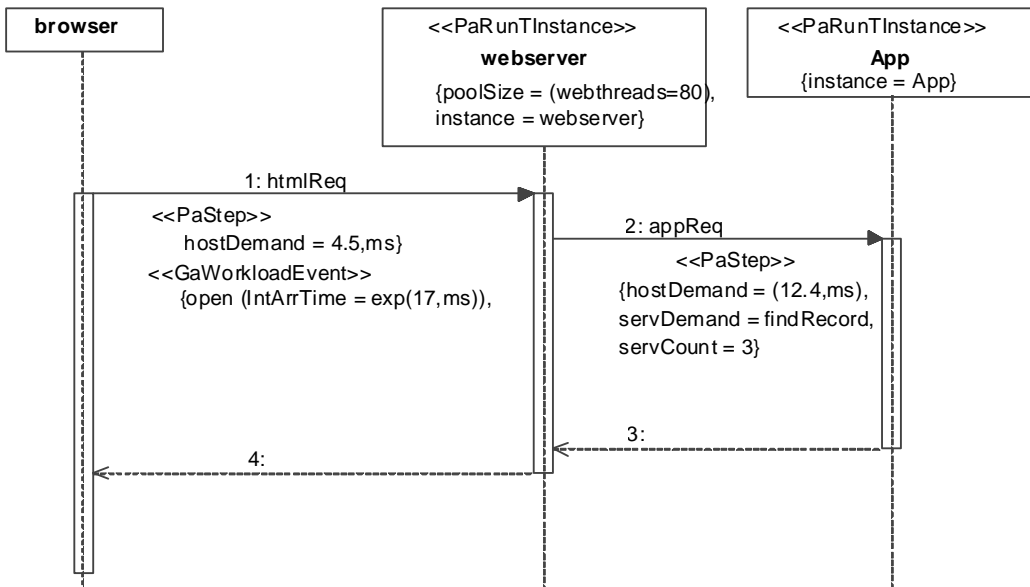 browser
<<PaRunTInstance>>
webserver
{poolSize = (webthreads=80),
instance = webserver}
<<PaRunTInstance>>
App
{instance = App}
1: htmlReq
<<PaStep>>
hostDemand = 4.5,ms}
<<GaWorkloadEvent>>
{open (IntArrTime = exp(17,ms)),
2: appReq
<<PaStep>>
{hostDemand = (12.4,ms),
servDemand = findRecord,
servCount = 3}
3:
4: